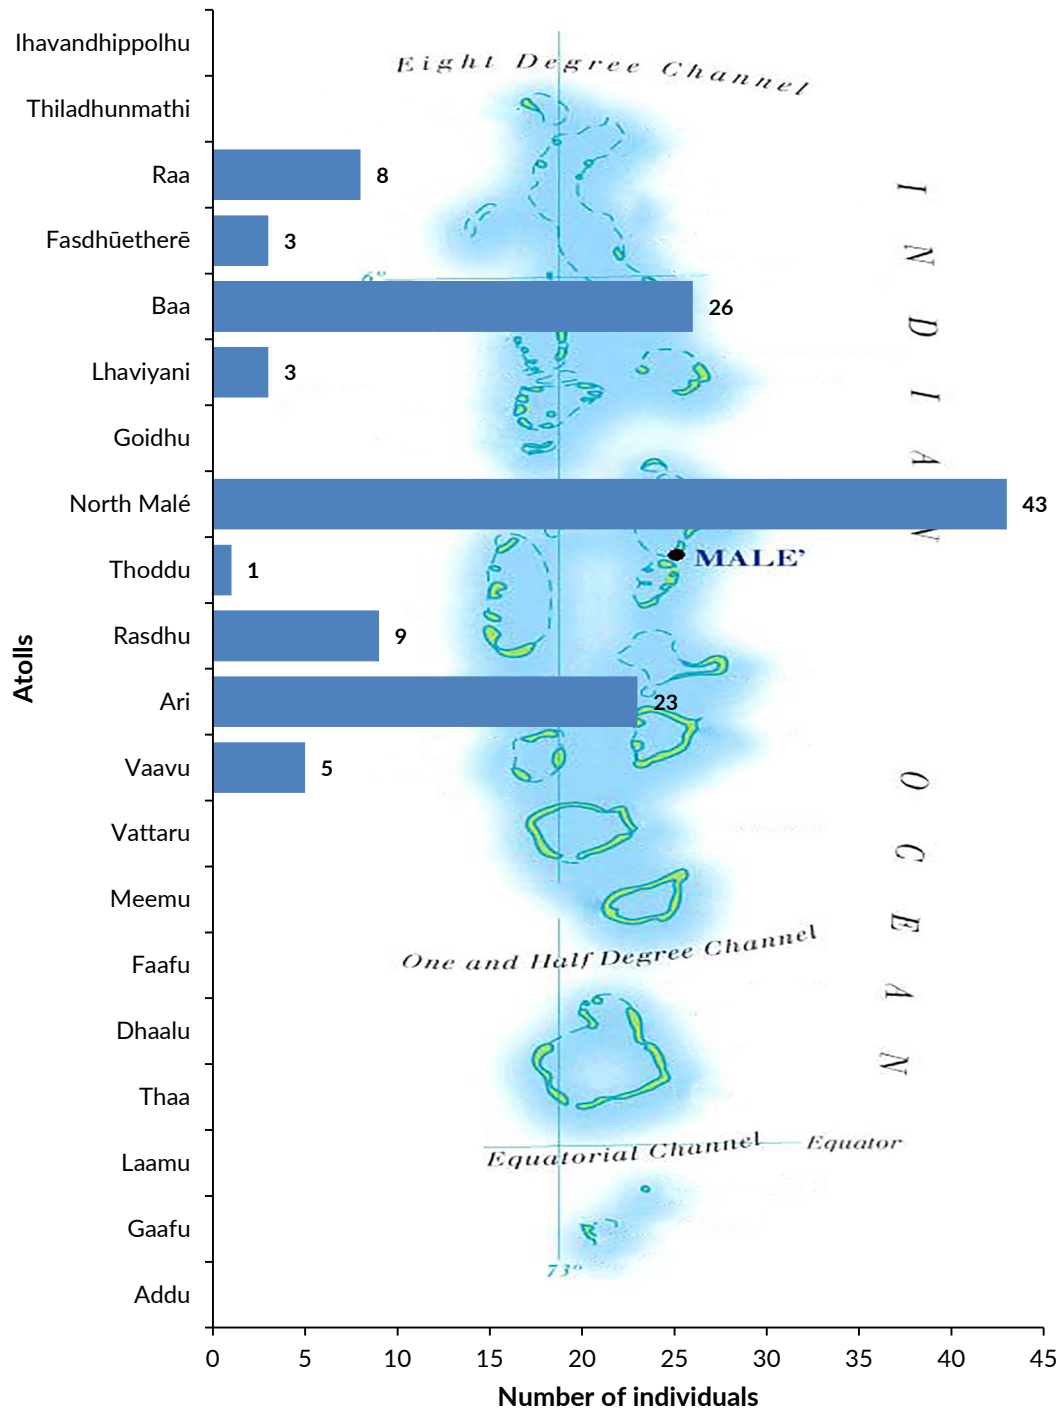 Ihavandhippolhu
Eight Degree Channel
Thiladhunmathi
Raa 8
Fasdhūetherē 3
6°
Baa 26
Lhaviyani 3
Goidhu
North Malé 43
MALE’
Thoddu 1
Rasdhu 9
Ari 23
Vaavu 5
Vattaru
Meemu
Faafu
One and Half Degree Channel
Dhaalu
Thaa
Laamu
Equatorial Channel
Equator
Gaafu
73°
Addu
INDIAN
OCEAN
Atolls
0 5 10 15 20 25 30 35 40 45
Number of individuals